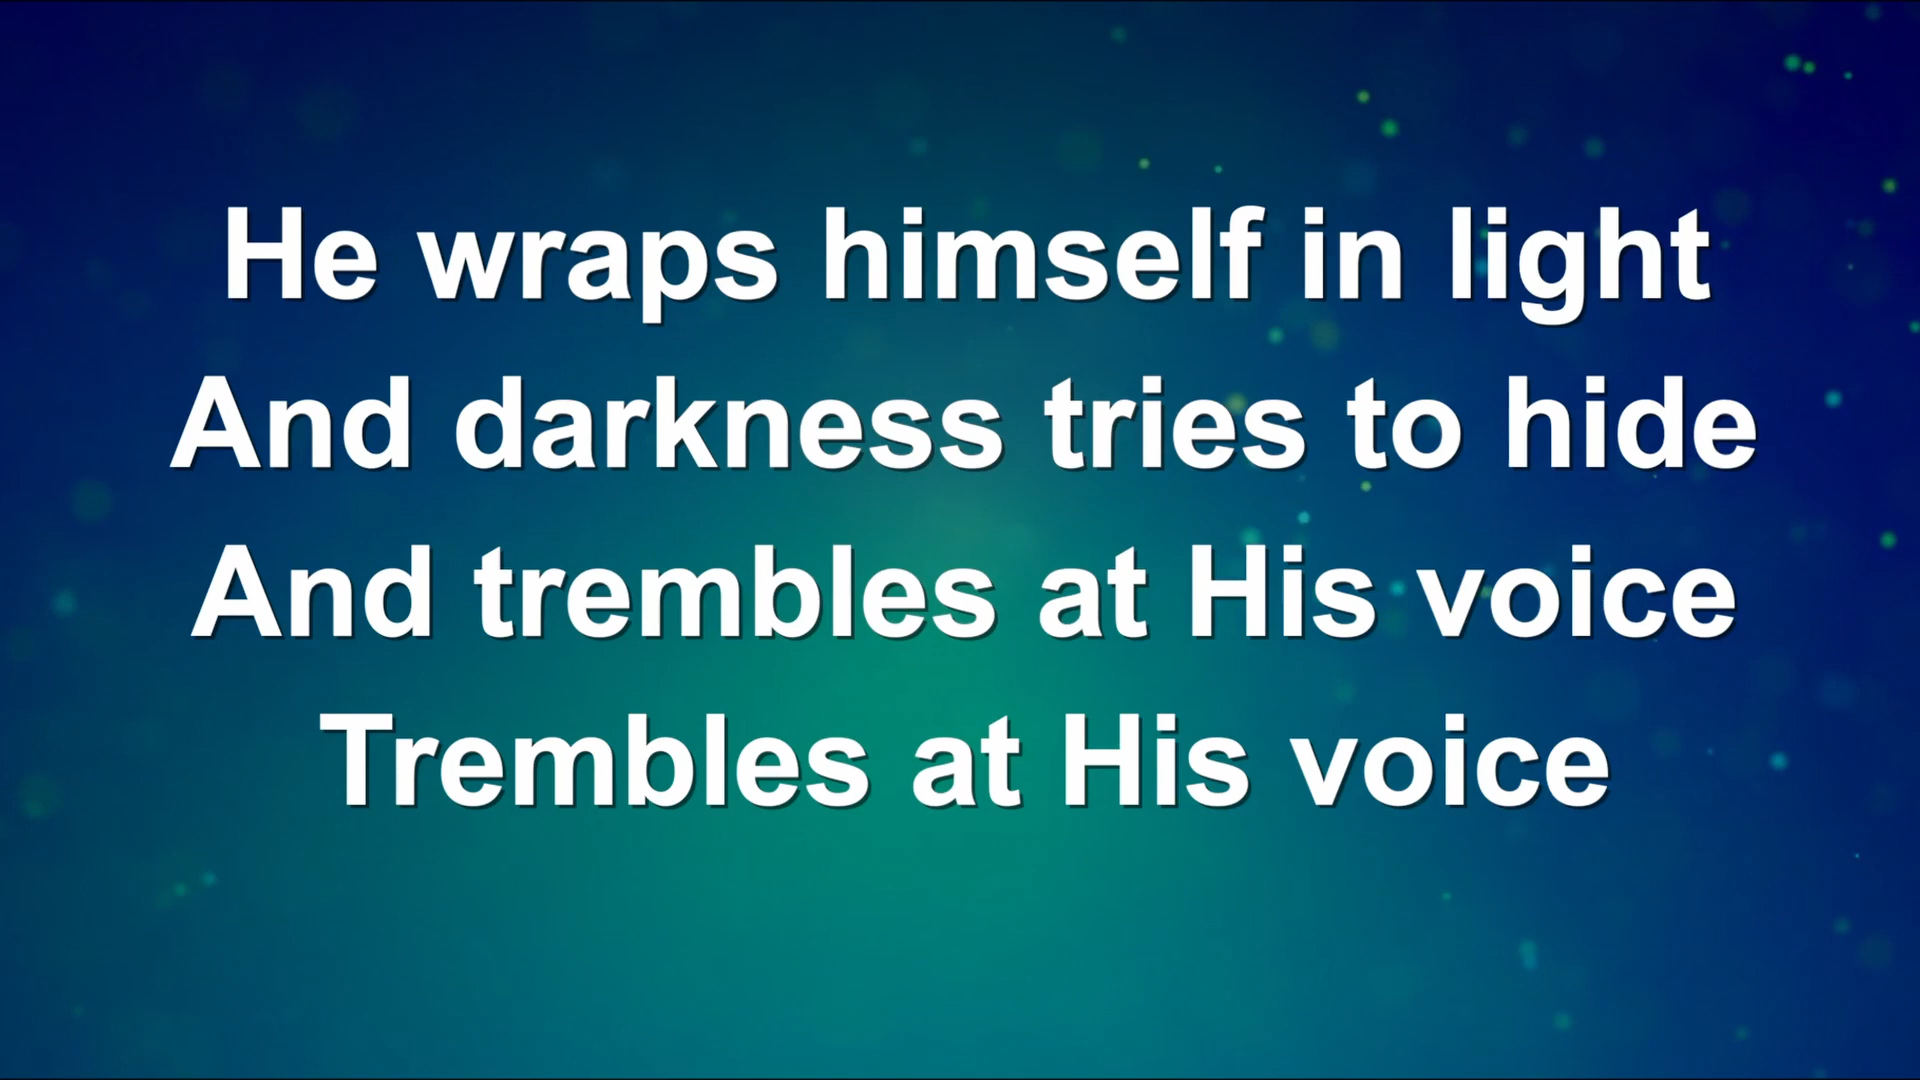 He wraps himself in light
And darkness tries to hide
And trembles at His voice
Trembles at His voice